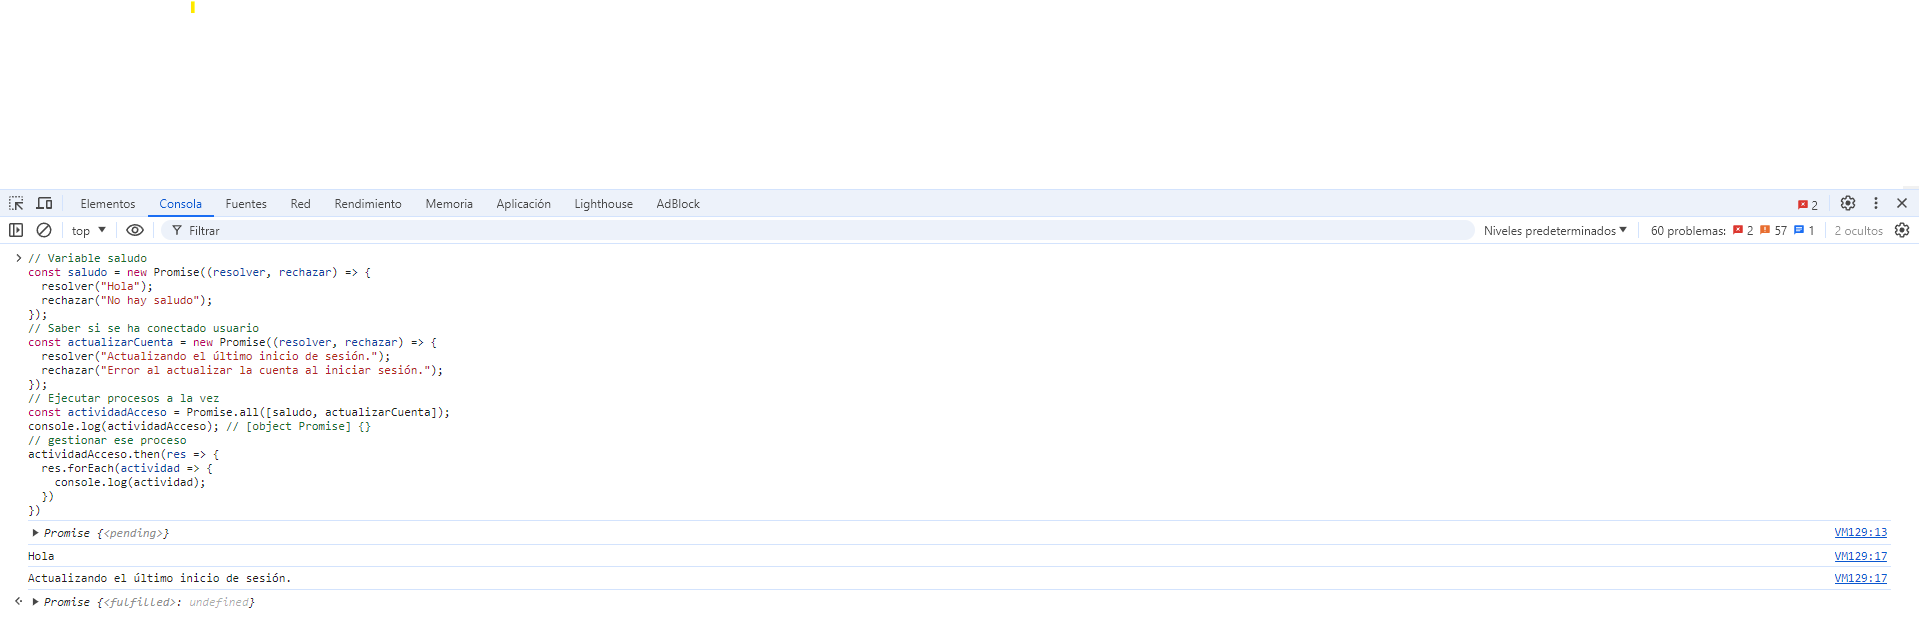 Elementos Consola Fuentes Red Rendimiento Memoria Aplicación Lighthouse AdBlock 2
top Filtrar Niveles predeterminados 60 problemas: 2 57 1 2 ocultos
// Variable saludo
const saludo = new Promise((resolver, rechazar) => {
  resolver("Hola");
  rechazar("No hay saludo");
});
// Saber si se ha conectado usuario
const actualizarCuenta = new Promise((resolver, rechazar) => {
  resolver("Actualizando el último inicio de sesión.");
  rechazar("Error al actualizar la cuenta al iniciar sesión.");
});
// Ejecutar procesos a la vez
const actividadAcceso = Promise.all([saludo, actualizarCuenta]);
console.log(actividadAcceso); // [object Promise] {}
// gestionar ese proceso
actividadAcceso.then(res => {
  res.forEach(actividad => {
    console.log(actividad);
  })
})
Promise {<pending>} VM129:13
Hola VM129:17
Actualizando el último inicio de sesión. VM129:17
Promise {<fulfilled>: undefined}